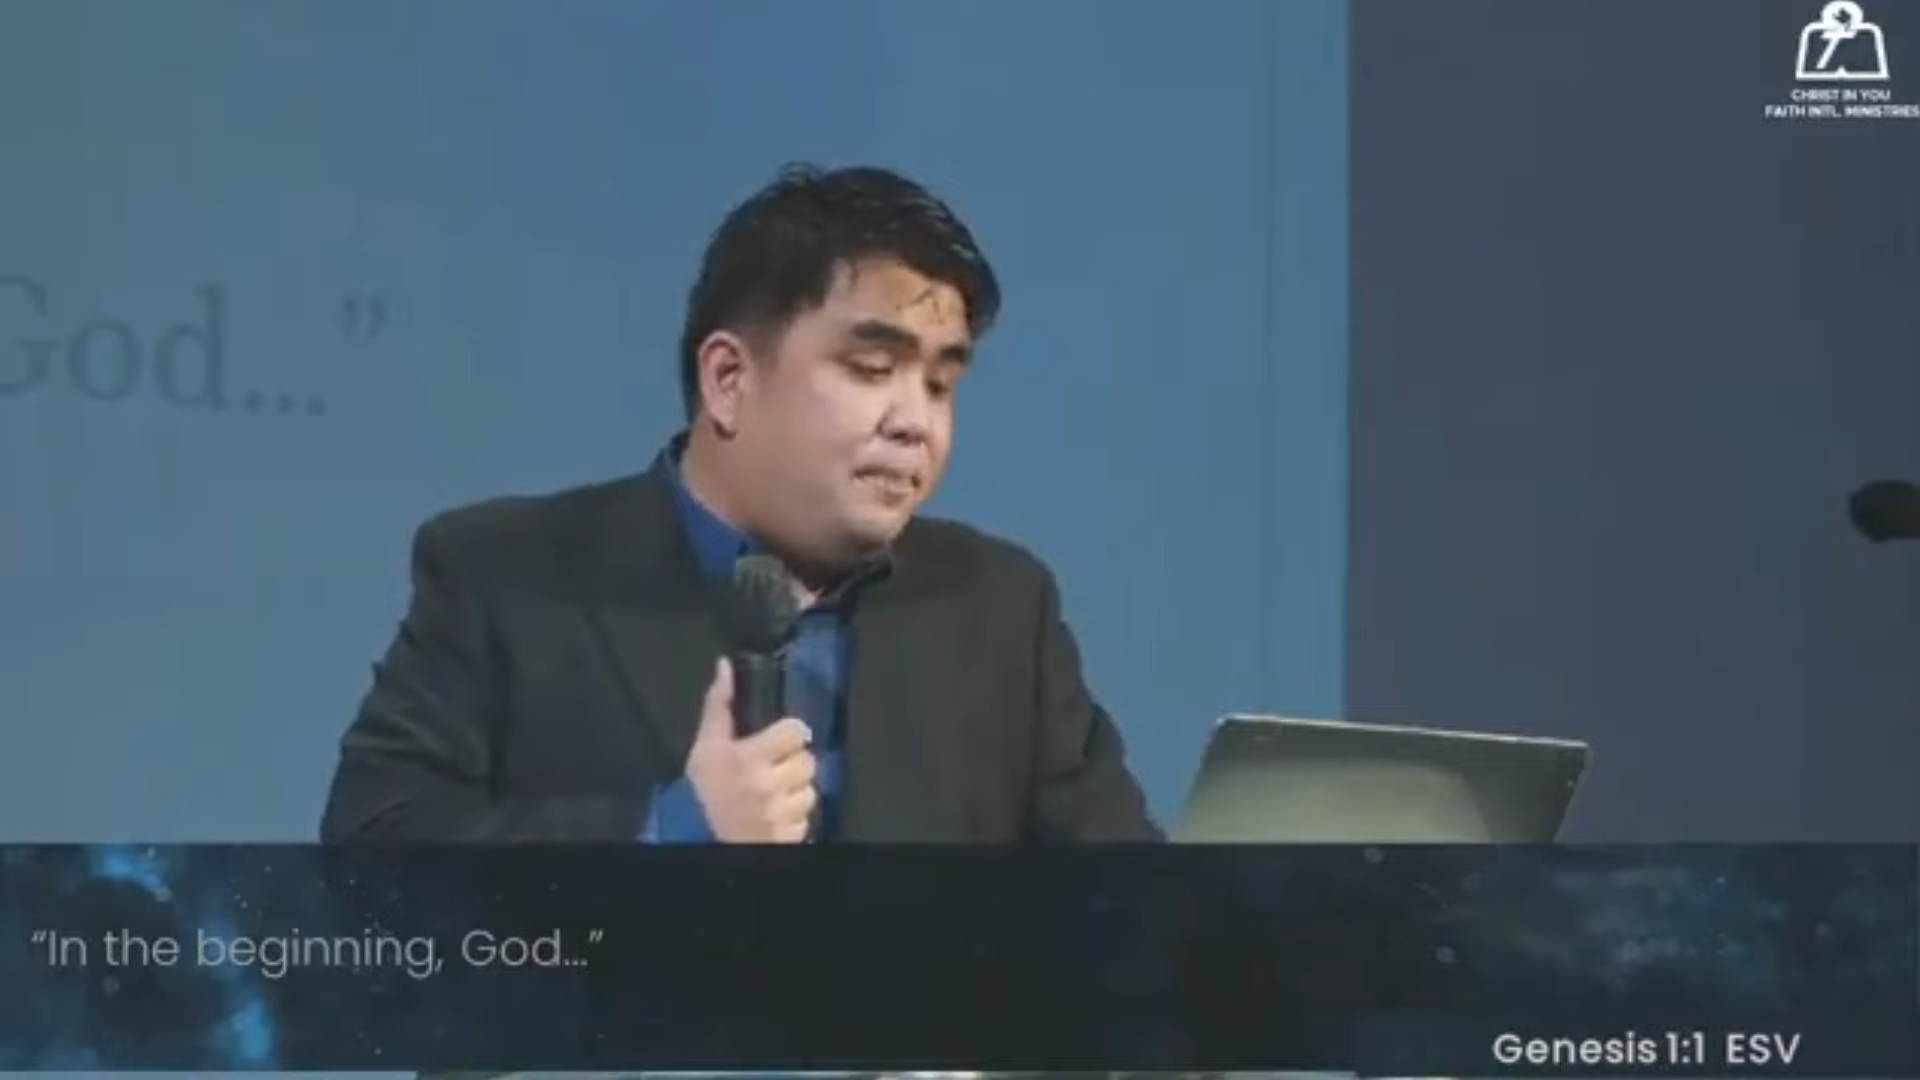 CHRIST IN YOU
FAITH INTL. MINISTRIES
God..."
“In the beginning, God...”
Genesis 1:1 ESV